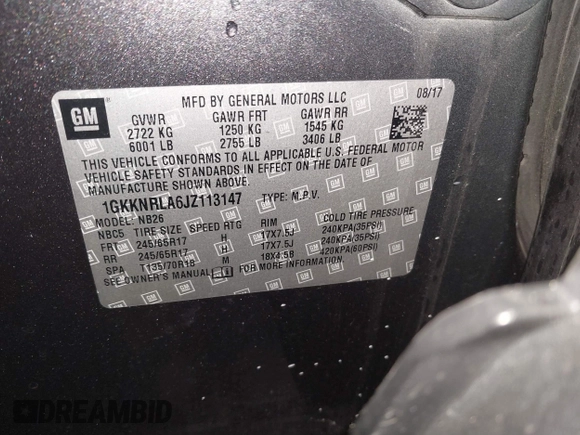 GM
MFD BY GENERAL MOTORS LLC 08/17
GVWR GAWR FRT GAWR RR
2722 KG 1250 KG 1545 KG
6001 LB 2755 LB 3406 LB
THIS VEHICLE CONFORMS TO ALL APPLICABLE U.S. FEDERAL MOTOR
VEHICLE SAFETY STANDARDS IN EFFECT ON THE DATE OF
MANUFACTURE SHOWN ABOVE.
1GKKNRLA6JZ113147 TYPE: M.P.V.
MODEL: NB26
NBC5 TIRE SIZE SPEED RTG RIM COLD TIRE PRESSURE
FRT 245/65R17 H 17X7.5J 240KPA(35PSI)
RR 245/65R17 H 17X7.5J 240KPA(35PSI)
SPA T135/70R18 M 18X4.5B 420KPA(60PSI)
SEE OWNER'S MANUAL FOR MORE INFORMATION.
DREAMBID